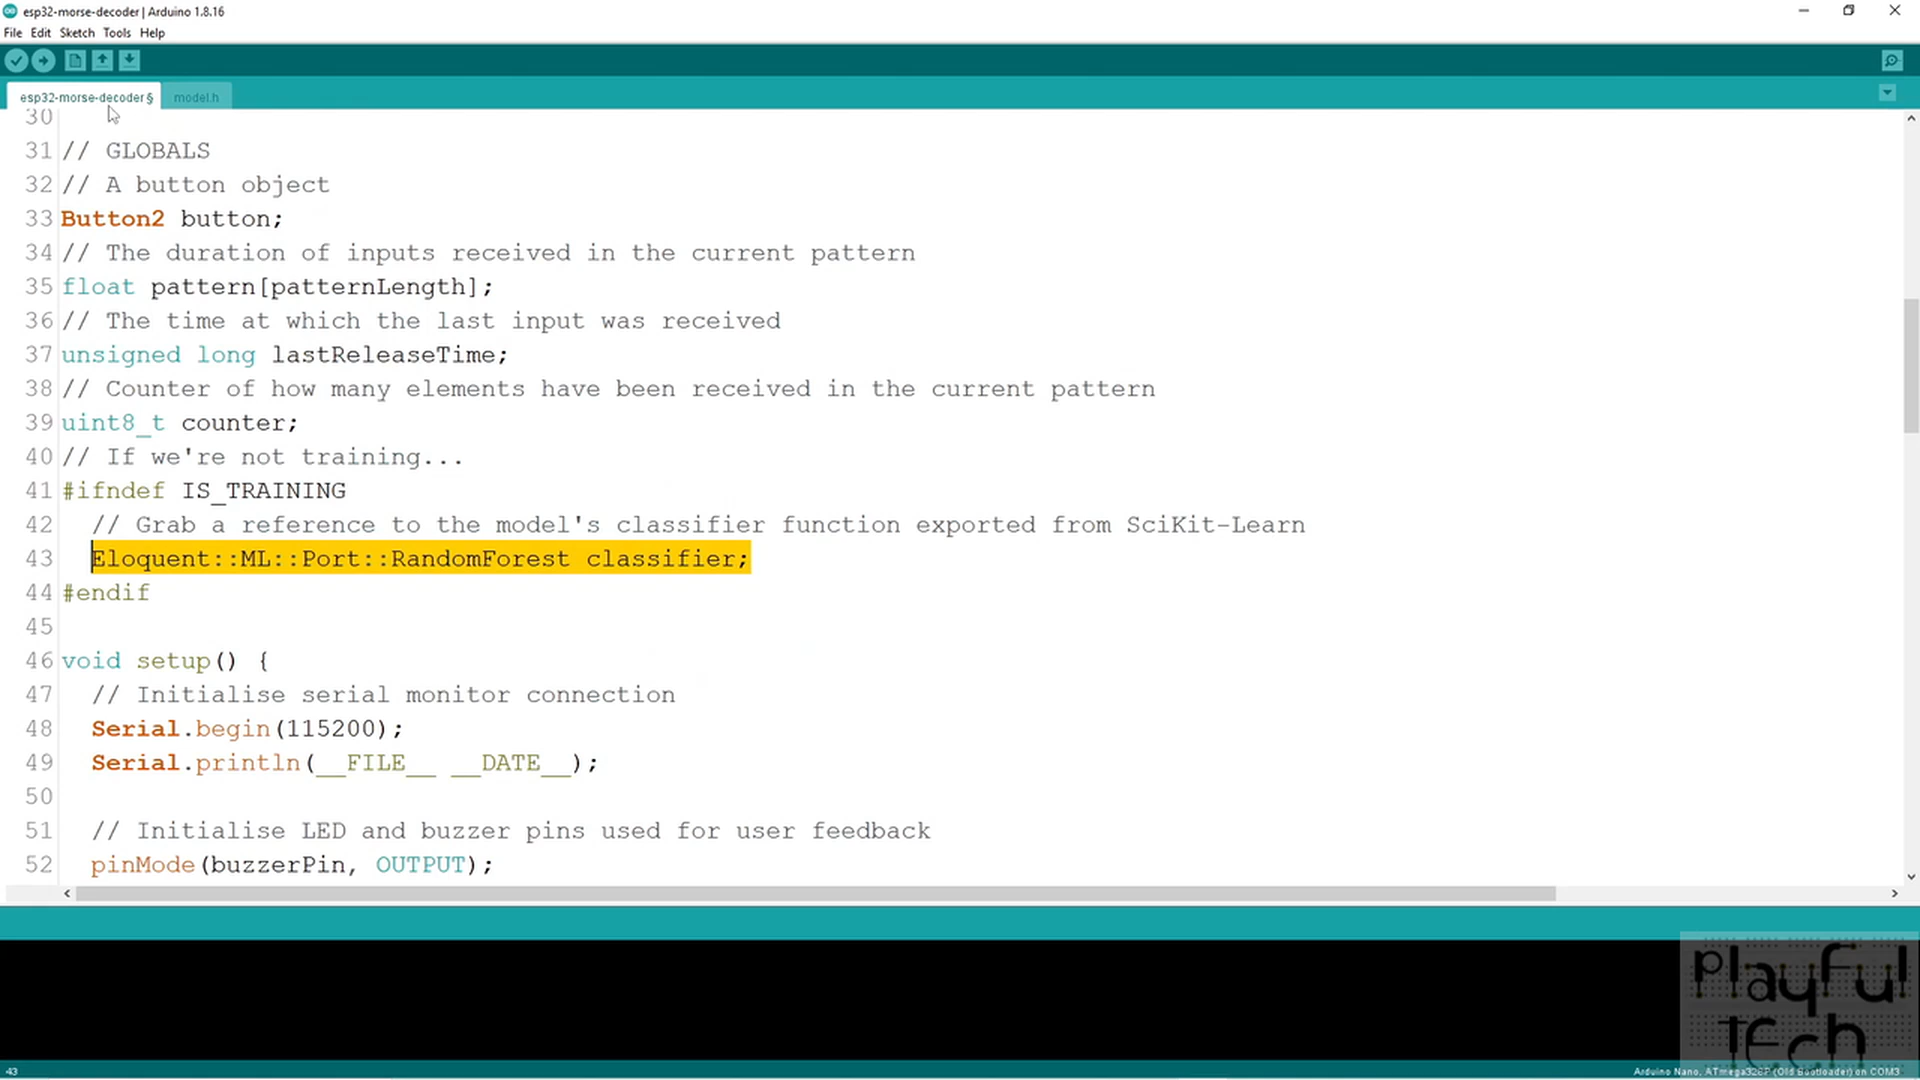 esp32-morse-decoder | Arduino 1.8.16
File Edit Sketch Tools Help
esp32-morse-decoder § model.h
30
31 // GLOBALS
32 // A button object
33 Button2 button;
34 // The duration of inputs received in the current pattern
35 float pattern[patternLength];
36 // The time at which the last input was received
37 unsigned long lastReleaseTime;
38 // Counter of how many elements have been received in the current pattern
39 uint8_t counter;
40 // If we're not training...
41 #ifndef IS_TRAINING
42 // Grab a reference to the model's classifier function exported from SciKit-Learn
43 Eloquent::ML::Port::RandomForest classifier;
44 #endif
45
46 void setup() {
47 // Initialise serial monitor connection
48 Serial.begin(115200);
49 Serial.println(__FILE__ __DATE__);
50
51 // Initialise LED and buzzer pins used for user feedback
52 pinMode(buzzerPin, OUTPUT);
playful
tech
43 Arduino Nano, ATmega328P (Old Bootloader) on COM3